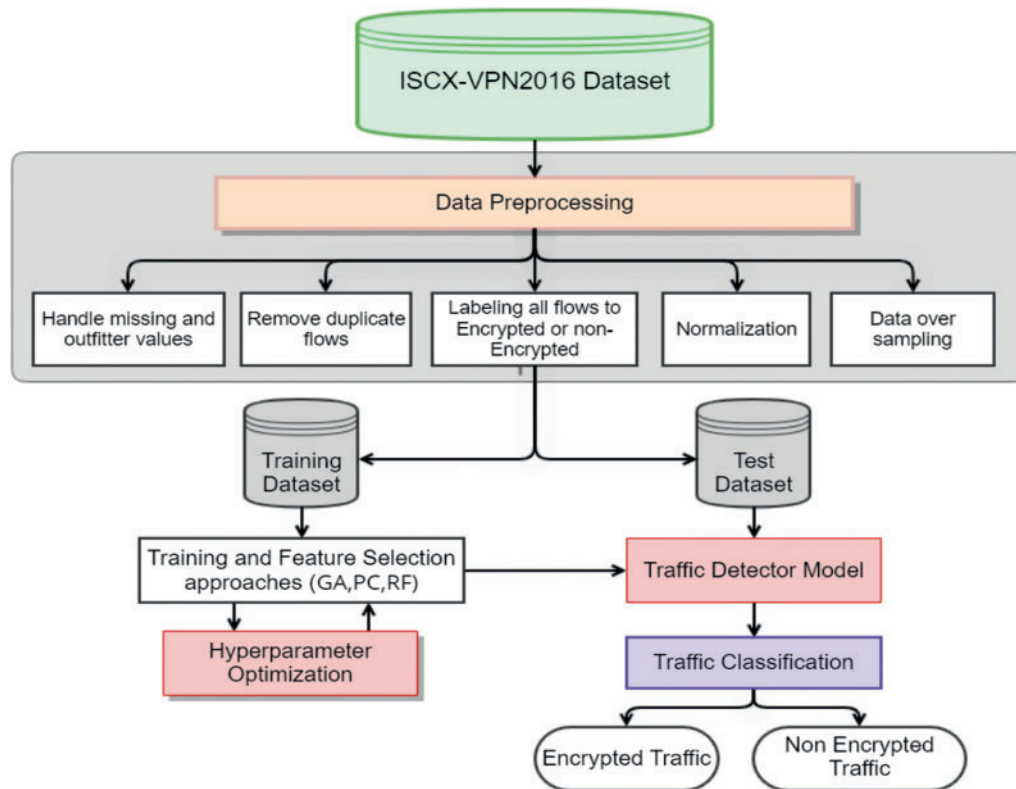 ISCX-VPN2016 Dataset
Data Preprocessing
Handle missing and
outfitter values
Remove duplicate
flows
Labeling all flows to
Encrypted or non-
Encrypted
Normalization
Data over
sampling
Training
Dataset
Test
Dataset
Training and Feature Selection
approaches (GA,PC,RF)
Traffic Detector Model
Hyperparameter
Optimization
Traffic Classification
Encrypted Traffic
Non Encrypted
Traffic